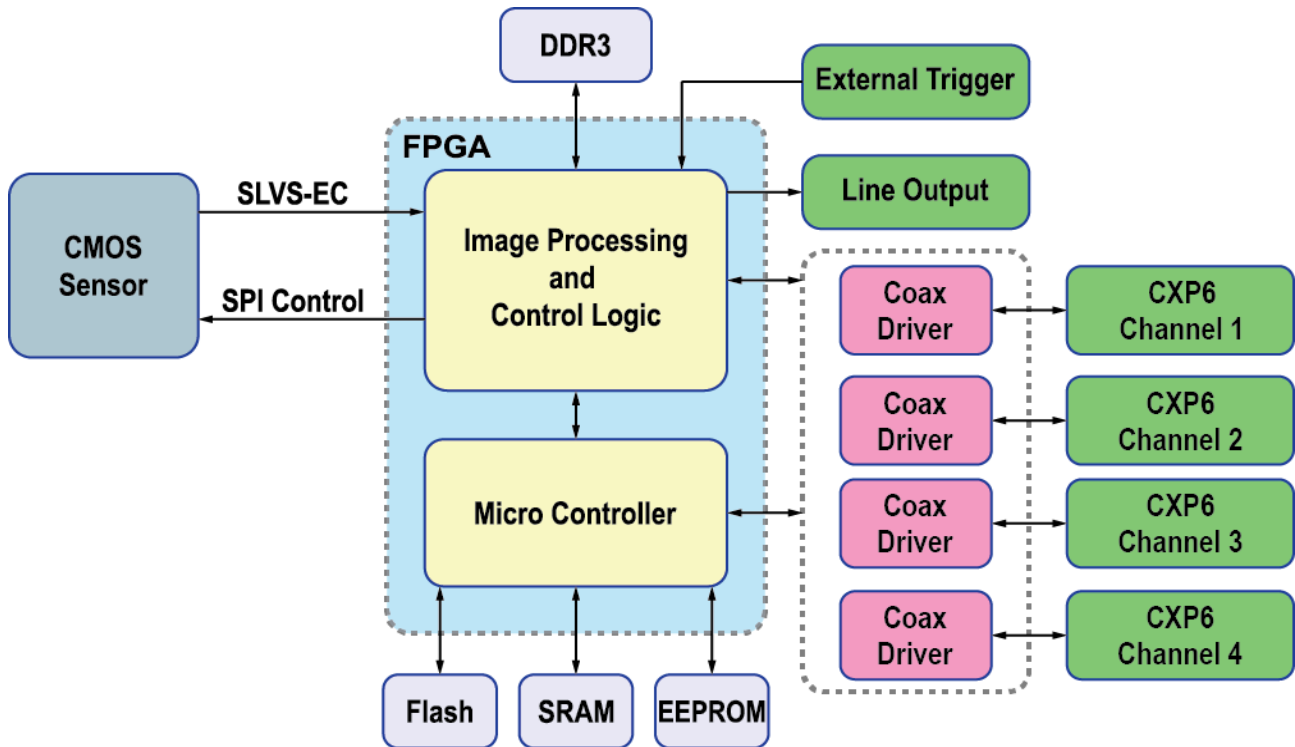 DDR3
External Trigger
FPGA
Line Output
SLVS-EC
CMOS
Sensor
Image Processing
and
Control Logic
SPI Control
Coax
Driver
CXP6
Channel 1
Coax
Driver
CXP6
Channel 2
Micro Controller
Coax
Driver
CXP6
Channel 3
Coax
Driver
CXP6
Channel 4
Flash
SRAM
EEPROM